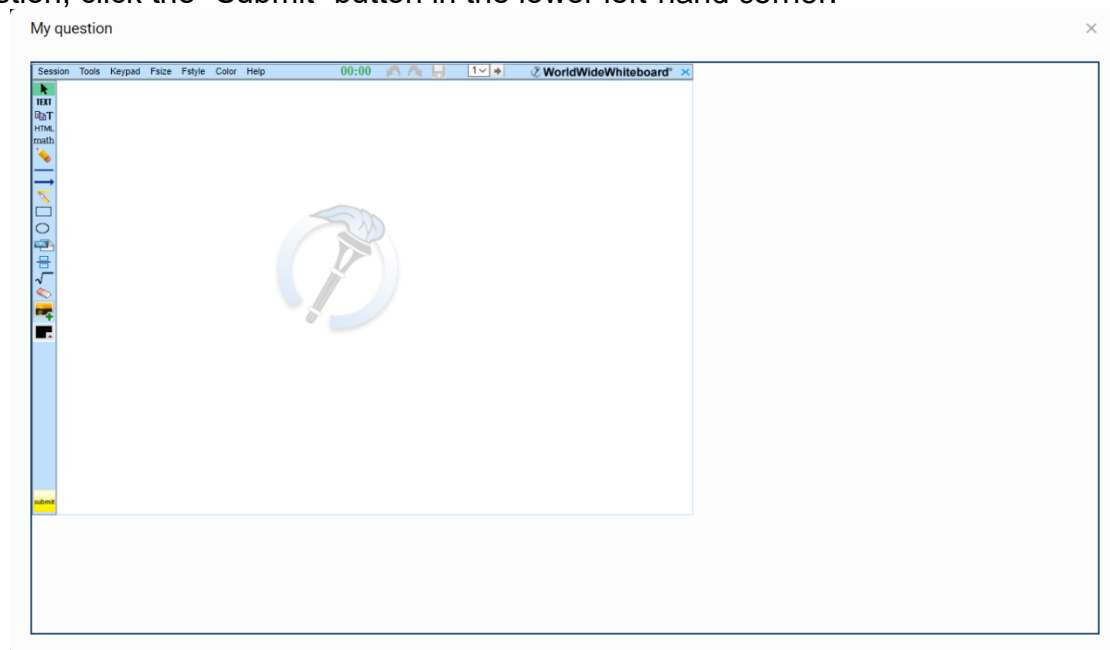 tion, click the "Submit" button in the lower left-hand corner.
My question
Session Tools Keypad Fsize Fstyle Color Help 00:00 1 WorldWideWhiteboard®
TEXT
T
HTML
math
submit